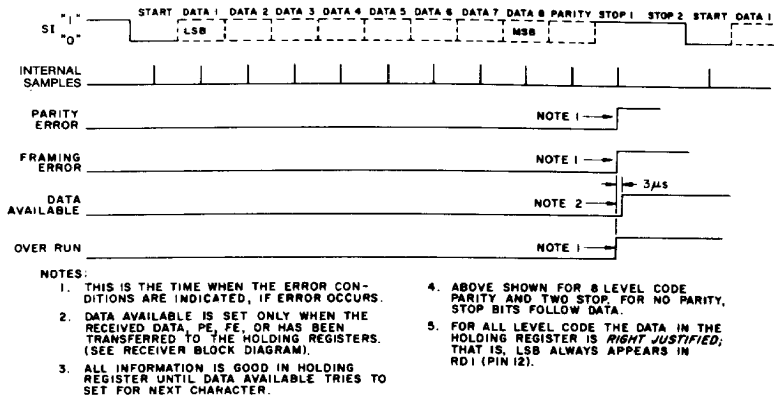 START DATA 1 DATA 2 DATA 3 DATA 4 DATA 5 DATA 6 DATA 7 DATA 8 PARITY STOP 1 STOP 2 START DATA 1
SI "1"
"0"
LSB MSB
INTERNAL
SAMPLES
PARITY
ERROR
NOTE 1
FRAMING
ERROR
NOTE 1
3μs
DATA
AVAILABLE
NOTE 2
OVER RUN
NOTE 1
NOTES:
1. THIS IS THE TIME WHEN THE ERROR CON-
DITIONS ARE INDICATED, IF ERROR OCCURS.
2. DATA AVAILABLE IS SET ONLY WHEN THE
RECEIVED DATA, PE, FE, OR HAS BEEN
TRANSFERRED TO THE HOLDING REGISTERS.
(SEE RECEIVER BLOCK DIAGRAM).
3. ALL INFORMATION IS GOOD IN HOLDING
REGISTER UNTIL DATA AVAILABLE TRIES TO
SET FOR NEXT CHARACTER.
4. ABOVE SHOWN FOR 8 LEVEL CODE
PARITY AND TWO STOP. FOR NO PARITY,
STOP BITS FOLLOW DATA.
5. FOR ALL LEVEL CODE THE DATA IN THE
HOLDING REGISTER IS RIGHT JUSTIFIED;
THAT IS, LSB ALWAYS APPEARS IN
RD1 (PIN 12).